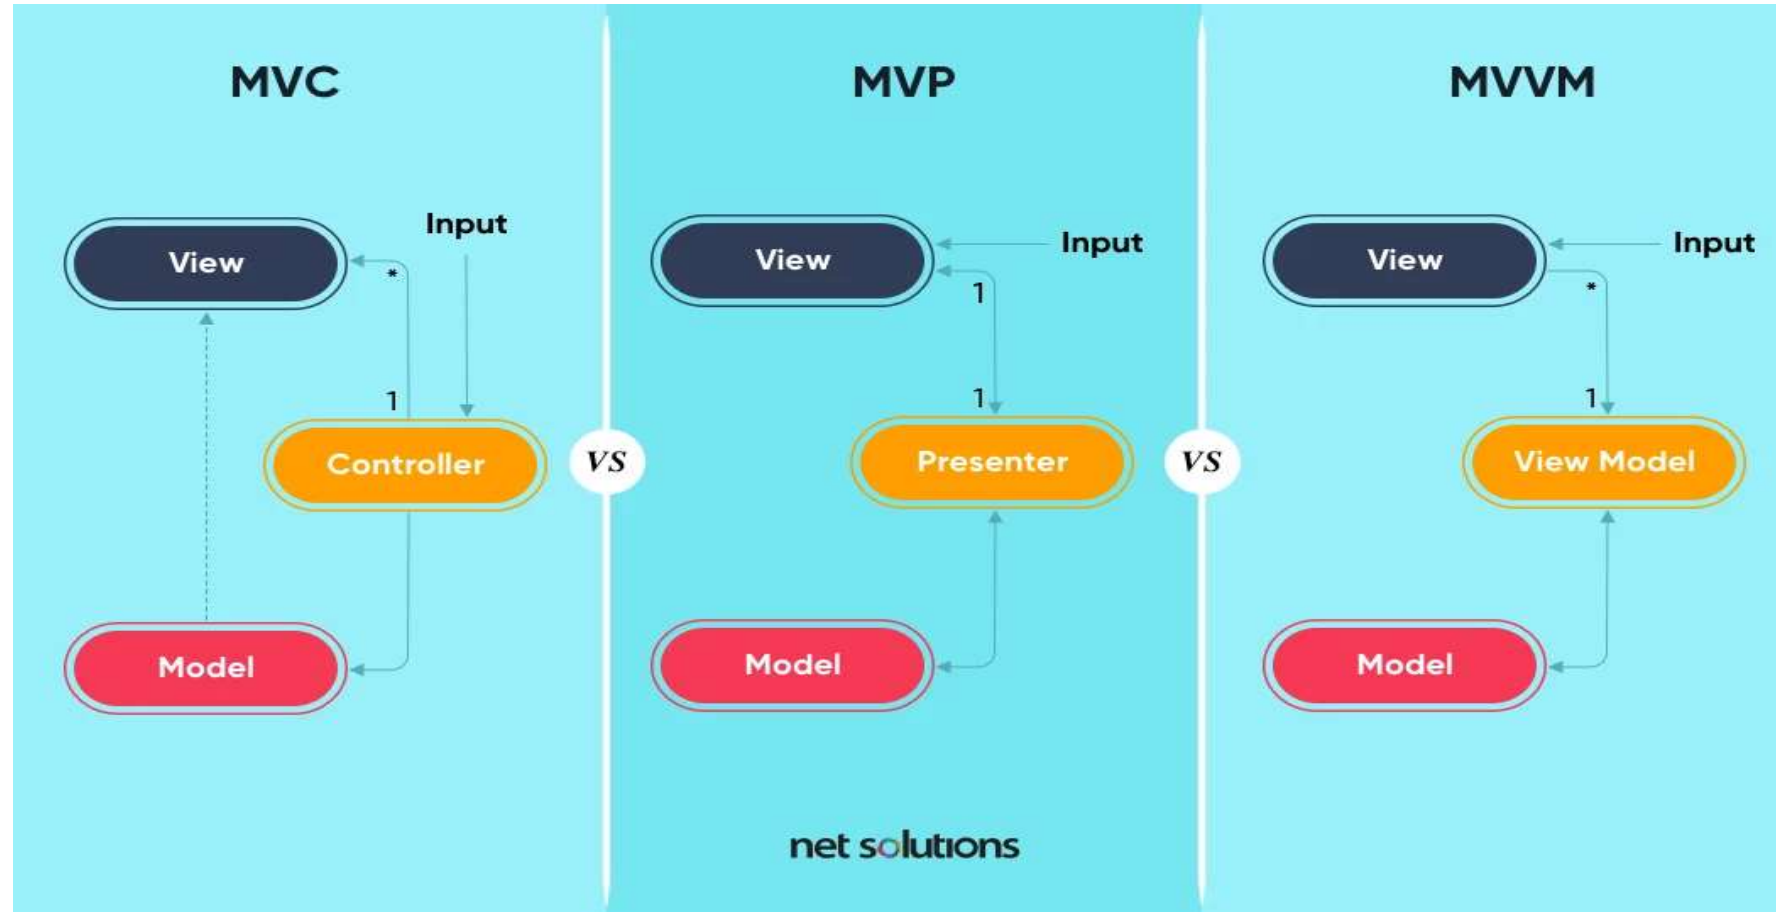 MVC
Input
View
*
1
Controller
Model
VS
MVP
Input
View
1
1
Presenter
Model
VS
MVVM
Input
View
*
1
View Model
Model
net solutions